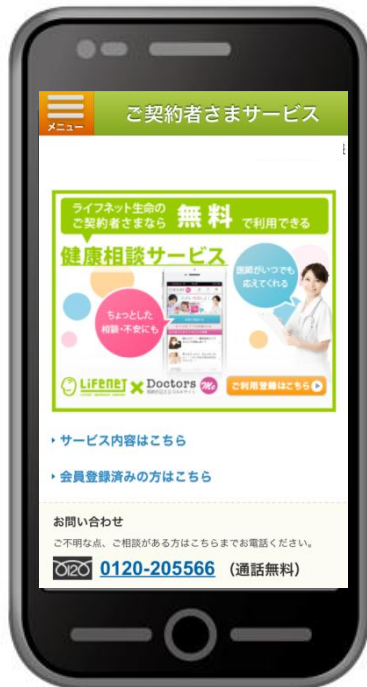 メニュー
ご契約者さまサービス
ライフネット生命の
ご契約者さまなら 無料 で利用できる
健康相談サービス
医師がいつでも
応えてくれる
ちょっとした
相談・不安にも
LIFENET × Doctors Me
ご利用登録はこちら
サービス内容はこちら
会員登録済みの方はこちら
お問い合わせ
ご不明な点、ご相談がある方はこちらまでお電話ください。
0120 0120-205566 （通話無料）